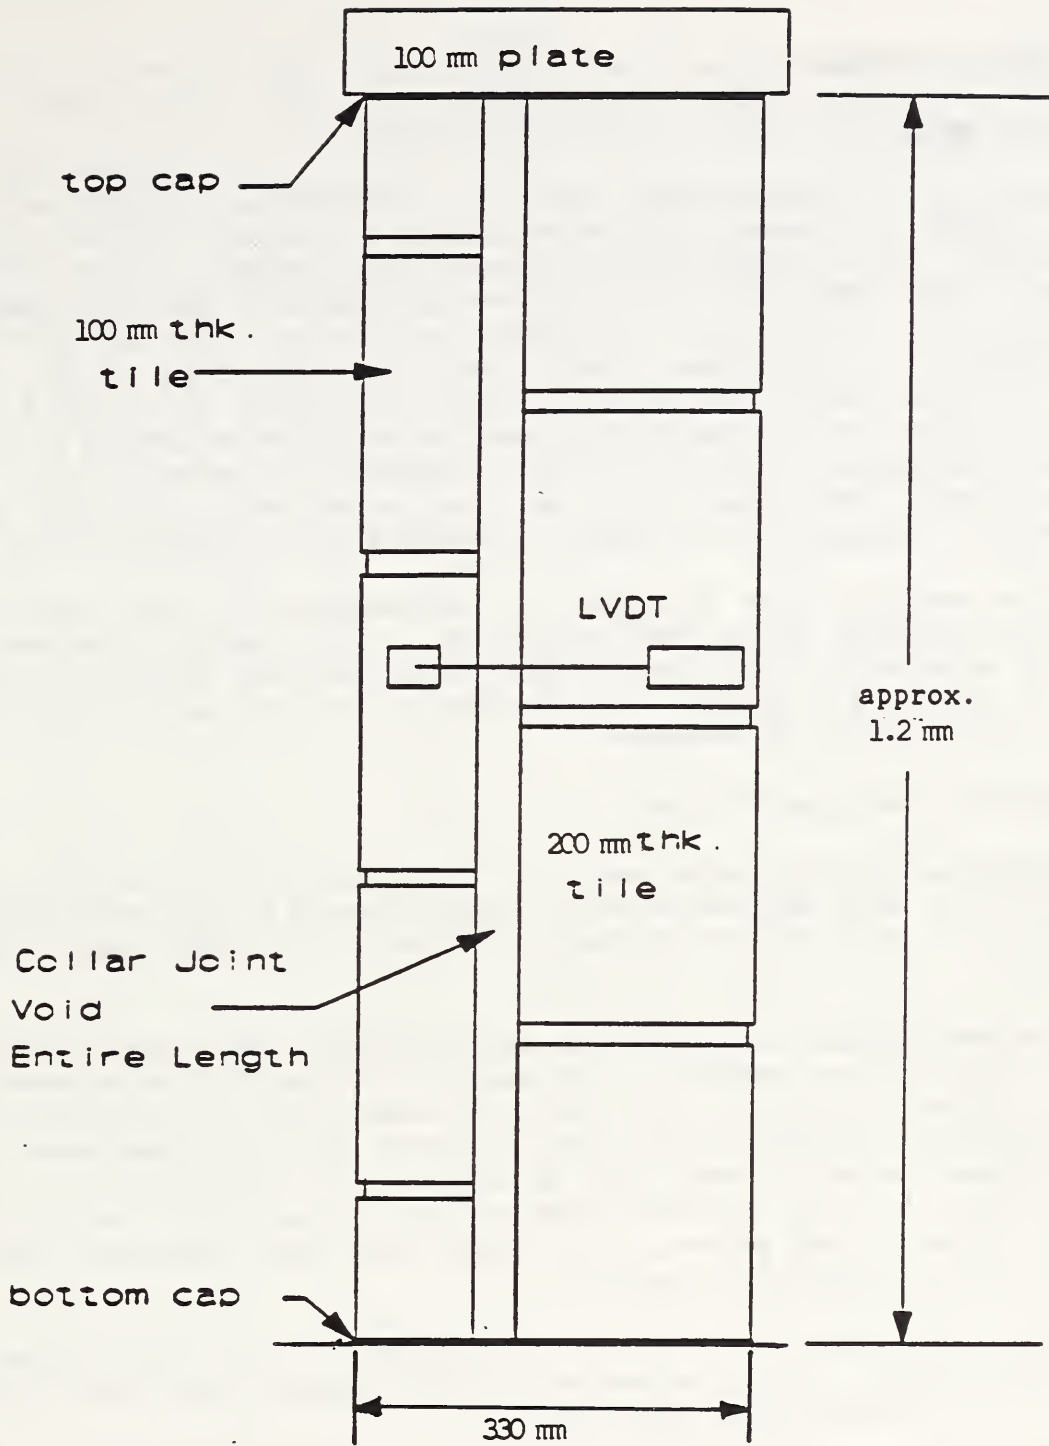 100 mm plate
top cap
100 mm thk.
tile
LVDT
approx.
1.2 mm
200 mm thk.
tile
Collar Joint
Void
Entire Length
bottom cap
330 mm